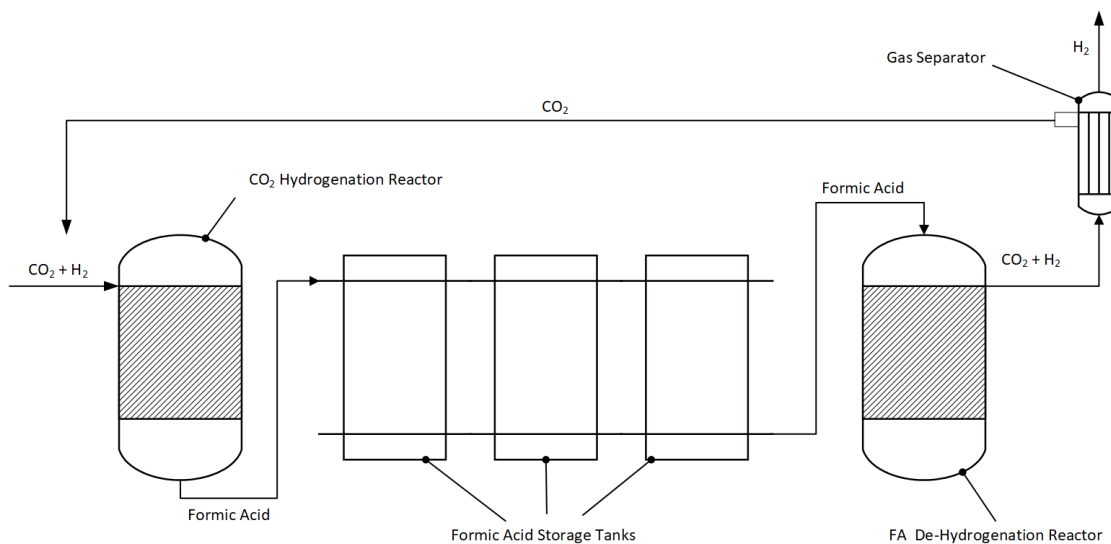 H₂
Gas Separator
CO₂
CO₂ Hydrogenation Reactor
Formic Acid
CO₂ + H₂
CO₂ + H₂
Formic Acid
Formic Acid Storage Tanks
FA De-Hydrogenation Reactor